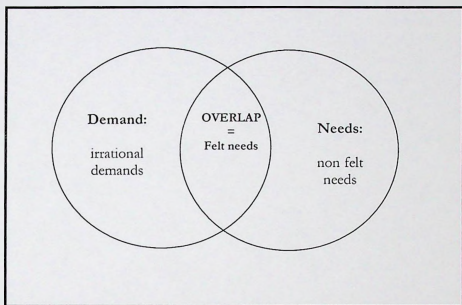 Demand:
irrational
demands
OVERLAP
=
Felt needs
Needs:
non felt
needs